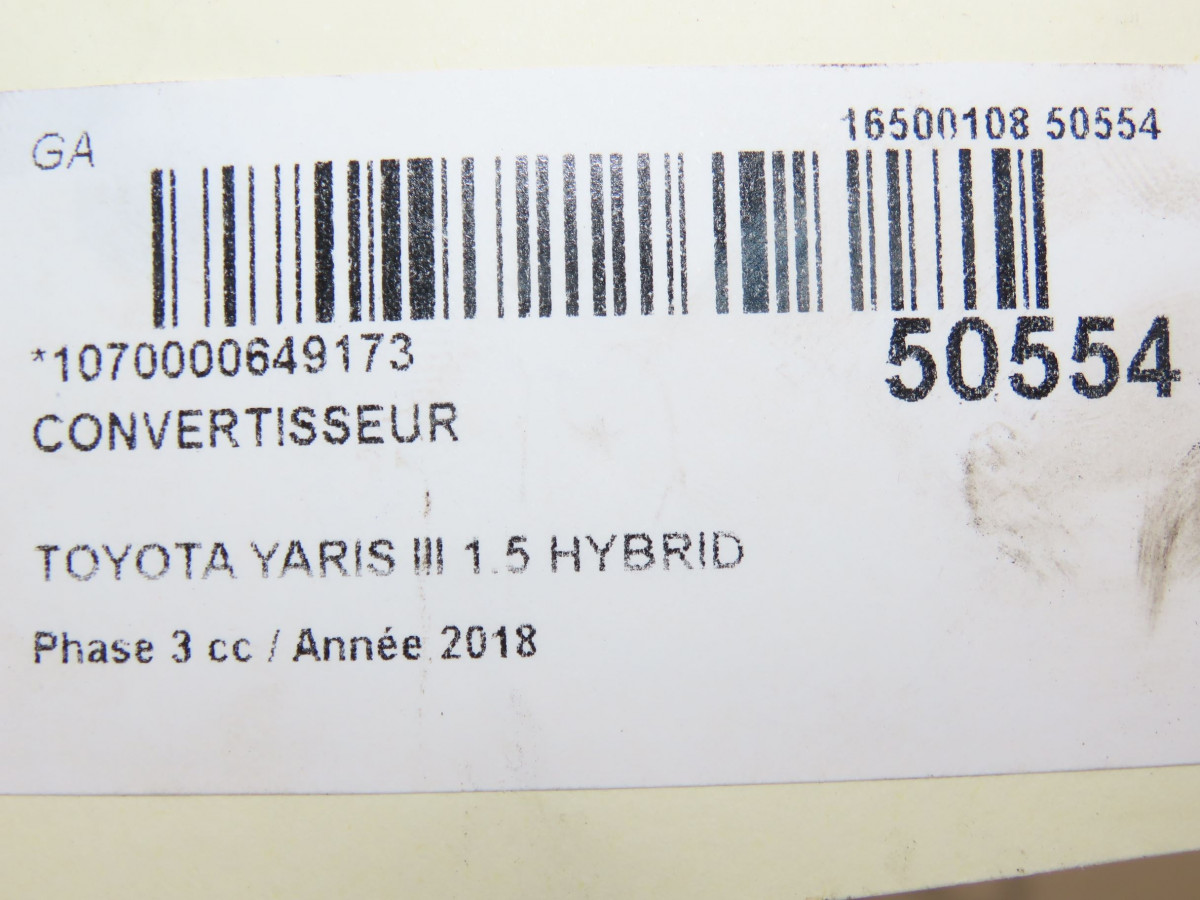 GA
16500108 50554
*1070000649173
50554
CONVERTISSEUR
TOYOTA YARIS III 1.5 HYBRID
Phase 3 cc / Année 2018